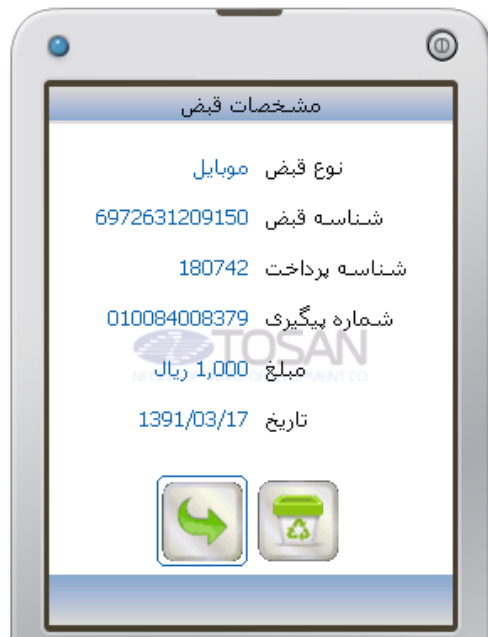 مشخصات قبض
نوع قبض موبایل
شناسه قبض 6972631209150
شناسه پرداخت 180742
شماره پیگیری 010084008379
TOSAN
مبلغ 1,000 ریال
تاریخ 1391/03/17